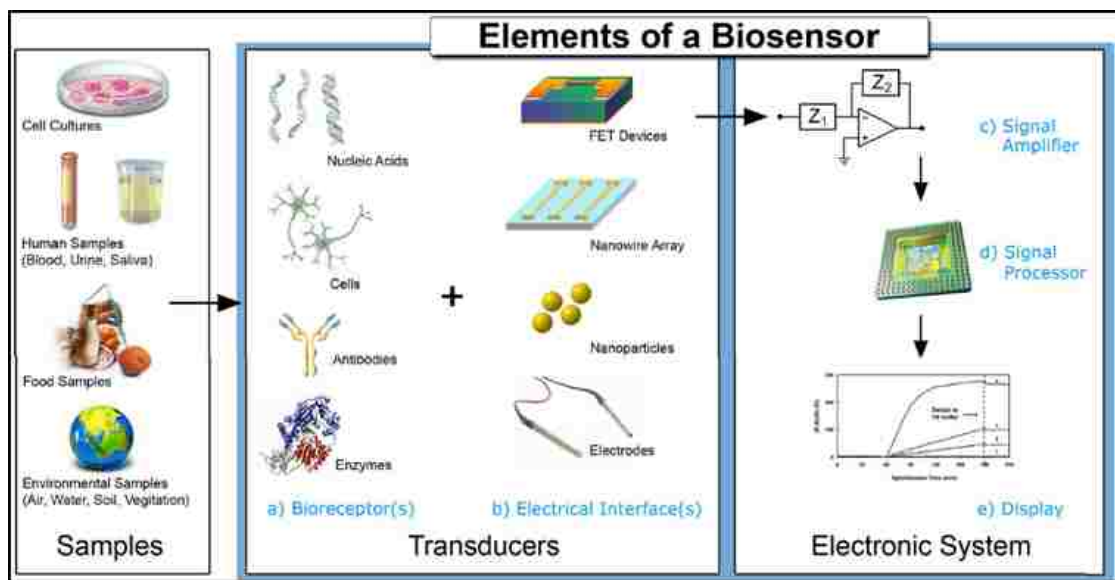 Elements of a Biosensor
Cell Cultures
Human Samples
(Blood, Urine, Saliva)
Food Samples
Environmental Samples
(Air, Water, Soil, Vegitation)
Samples
Nucleic Acids
Cells
Antibodies
Enzymes
a) Bioreceptor(s)
+
FET Devices
Nanowire Array
Nanoparticles
Electrodes
b) Electrical Interface(s)
Transducers
Z1
Z2
c) Signal
Amplifier
d) Signal
Processor
e) Display
Electronic System